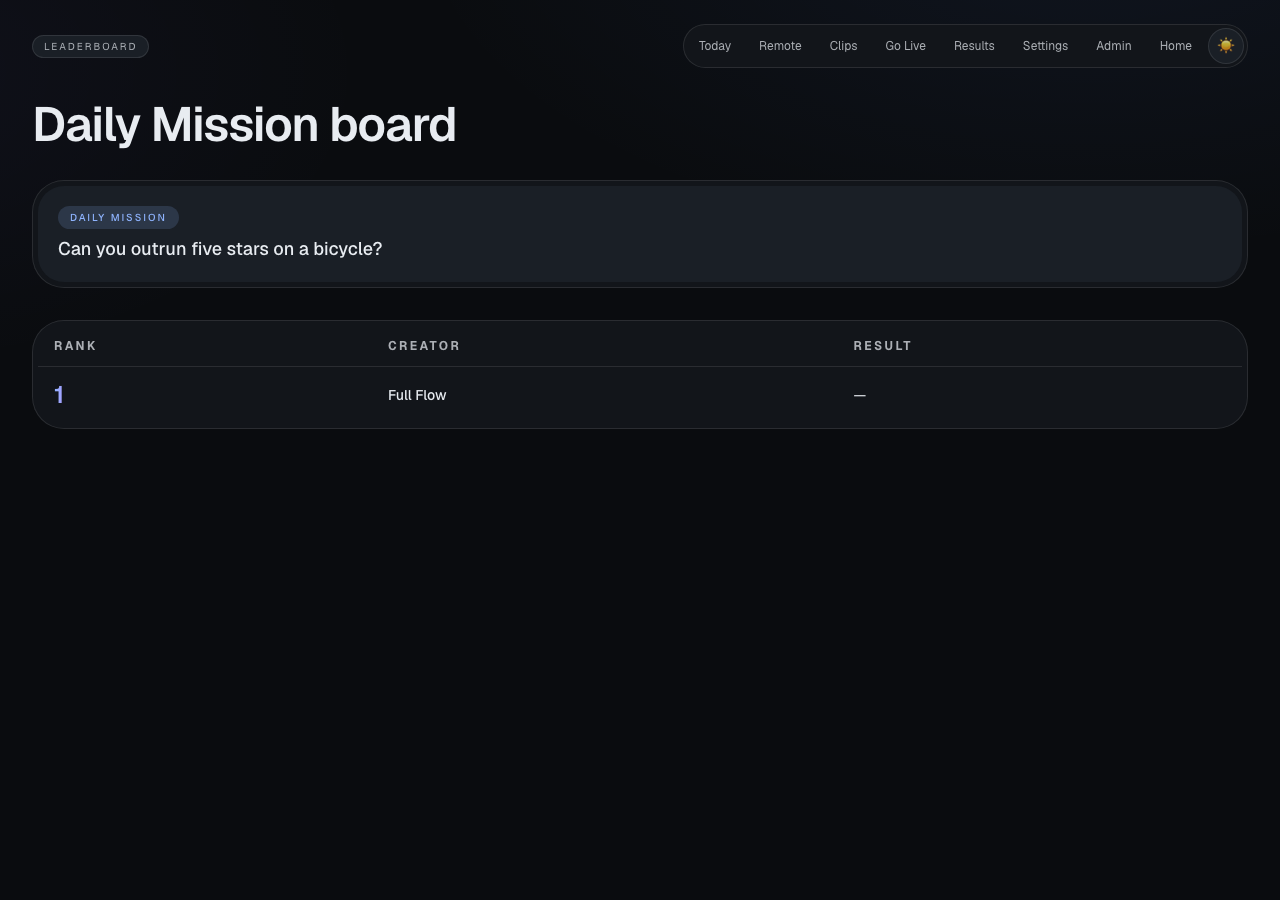 LEADERBOARD
Today Remote Clips Go Live Results Settings Admin Home
Daily Mission board
DAILY MISSION
Can you outrun five stars on a bicycle?
RANK CREATOR RESULT
1 Full Flow —